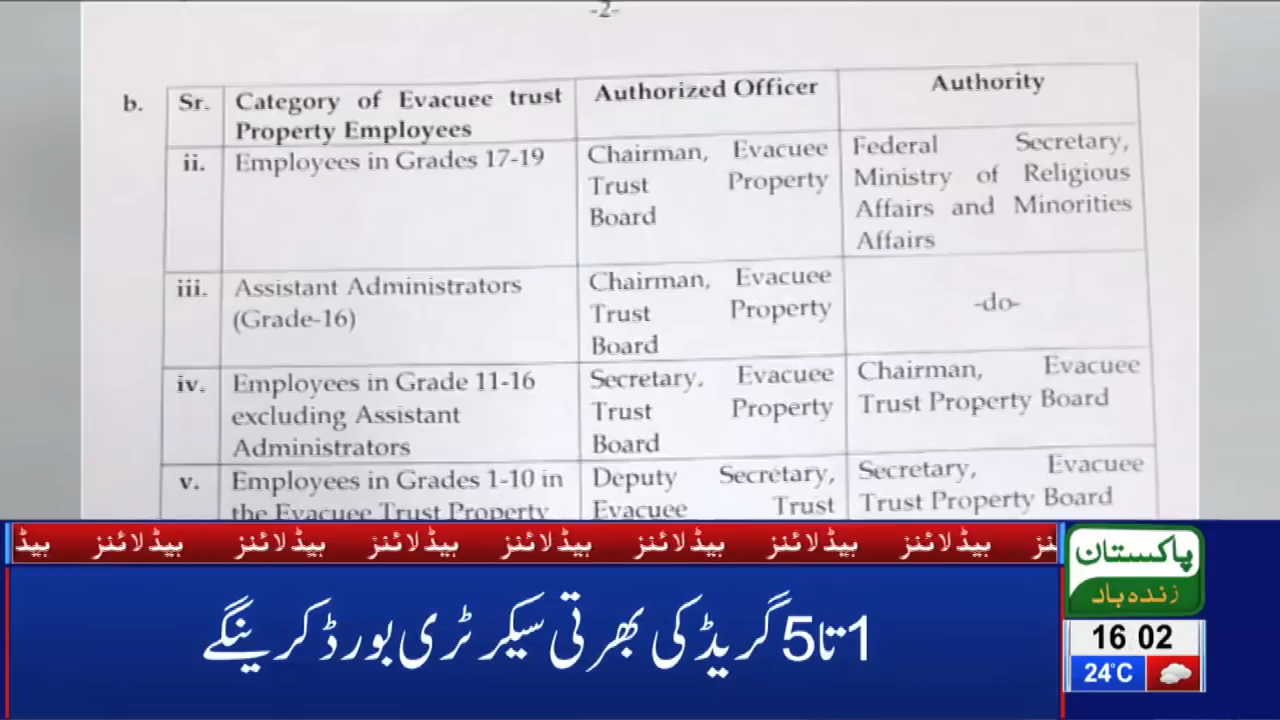 -2-
b.
Sr. Category of Evacuee trust Property Employees Authorized Officer Authority
ii. Employees in Grades 17-19 Chairman, Evacuee Trust Property Board Federal Secretary, Ministry of Religious Affairs and Minorities Affairs
iii. Assistant Administrators (Grade-16) Chairman, Evacuee Trust Property Board -do-
iv. Employees in Grade 11-16 excluding Assistant Administrators Secretary, Evacuee Trust Property Board Chairman, Evacuee Trust Property Board
v. Employees in Grades 1-10 in the Evacuee Trust Property Deputy Secretary, Evacuee Trust Secretary, Evacuee Trust Property Board
ہیڈلائنز ہیڈلائنز ہیڈلائنز ہیڈلائنز ہیڈلائنز ہیڈلائنز ہیڈلائنز
1تا5 گریڈ کی بھرتی سیکرٹری بورڈ کرینگے
پاکستان
زندہ باد
16 02
24°C